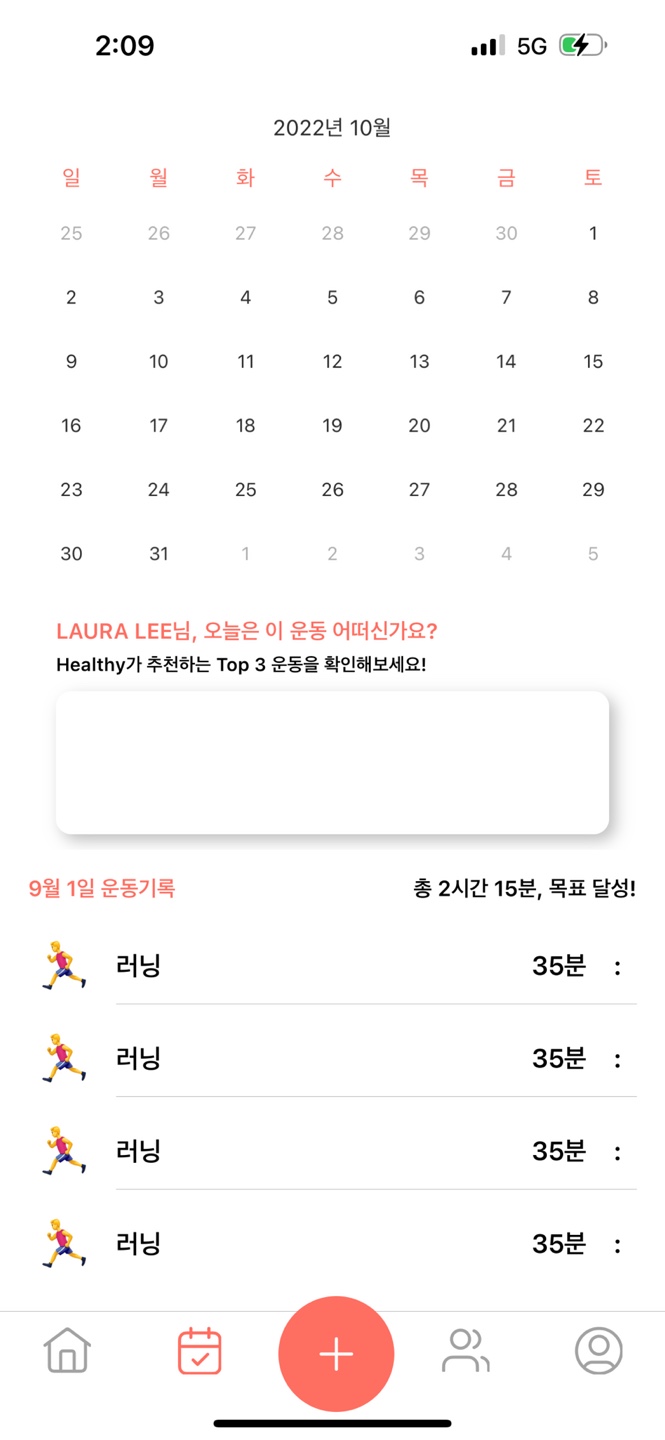 2:09 5G
2022년 10월
일 월 화 수 목 금 토
25 26 27 28 29 30 1
2 3 4 5 6 7 8
9 10 11 12 13 14 15
16 17 18 19 20 21 22
23 24 25 26 27 28 29
30 31 1 2 3 4 5
LAURA LEE님, 오늘은 이 운동 어떠신가요?
Healthy가 추천하는 Top 3 운동을 확인해보세요!
9월 1일 운동기록 총 2시간 15분, 목표 달성!
러닝 35분 :
러닝 35분 :
러닝 35분 :
러닝 35분 :